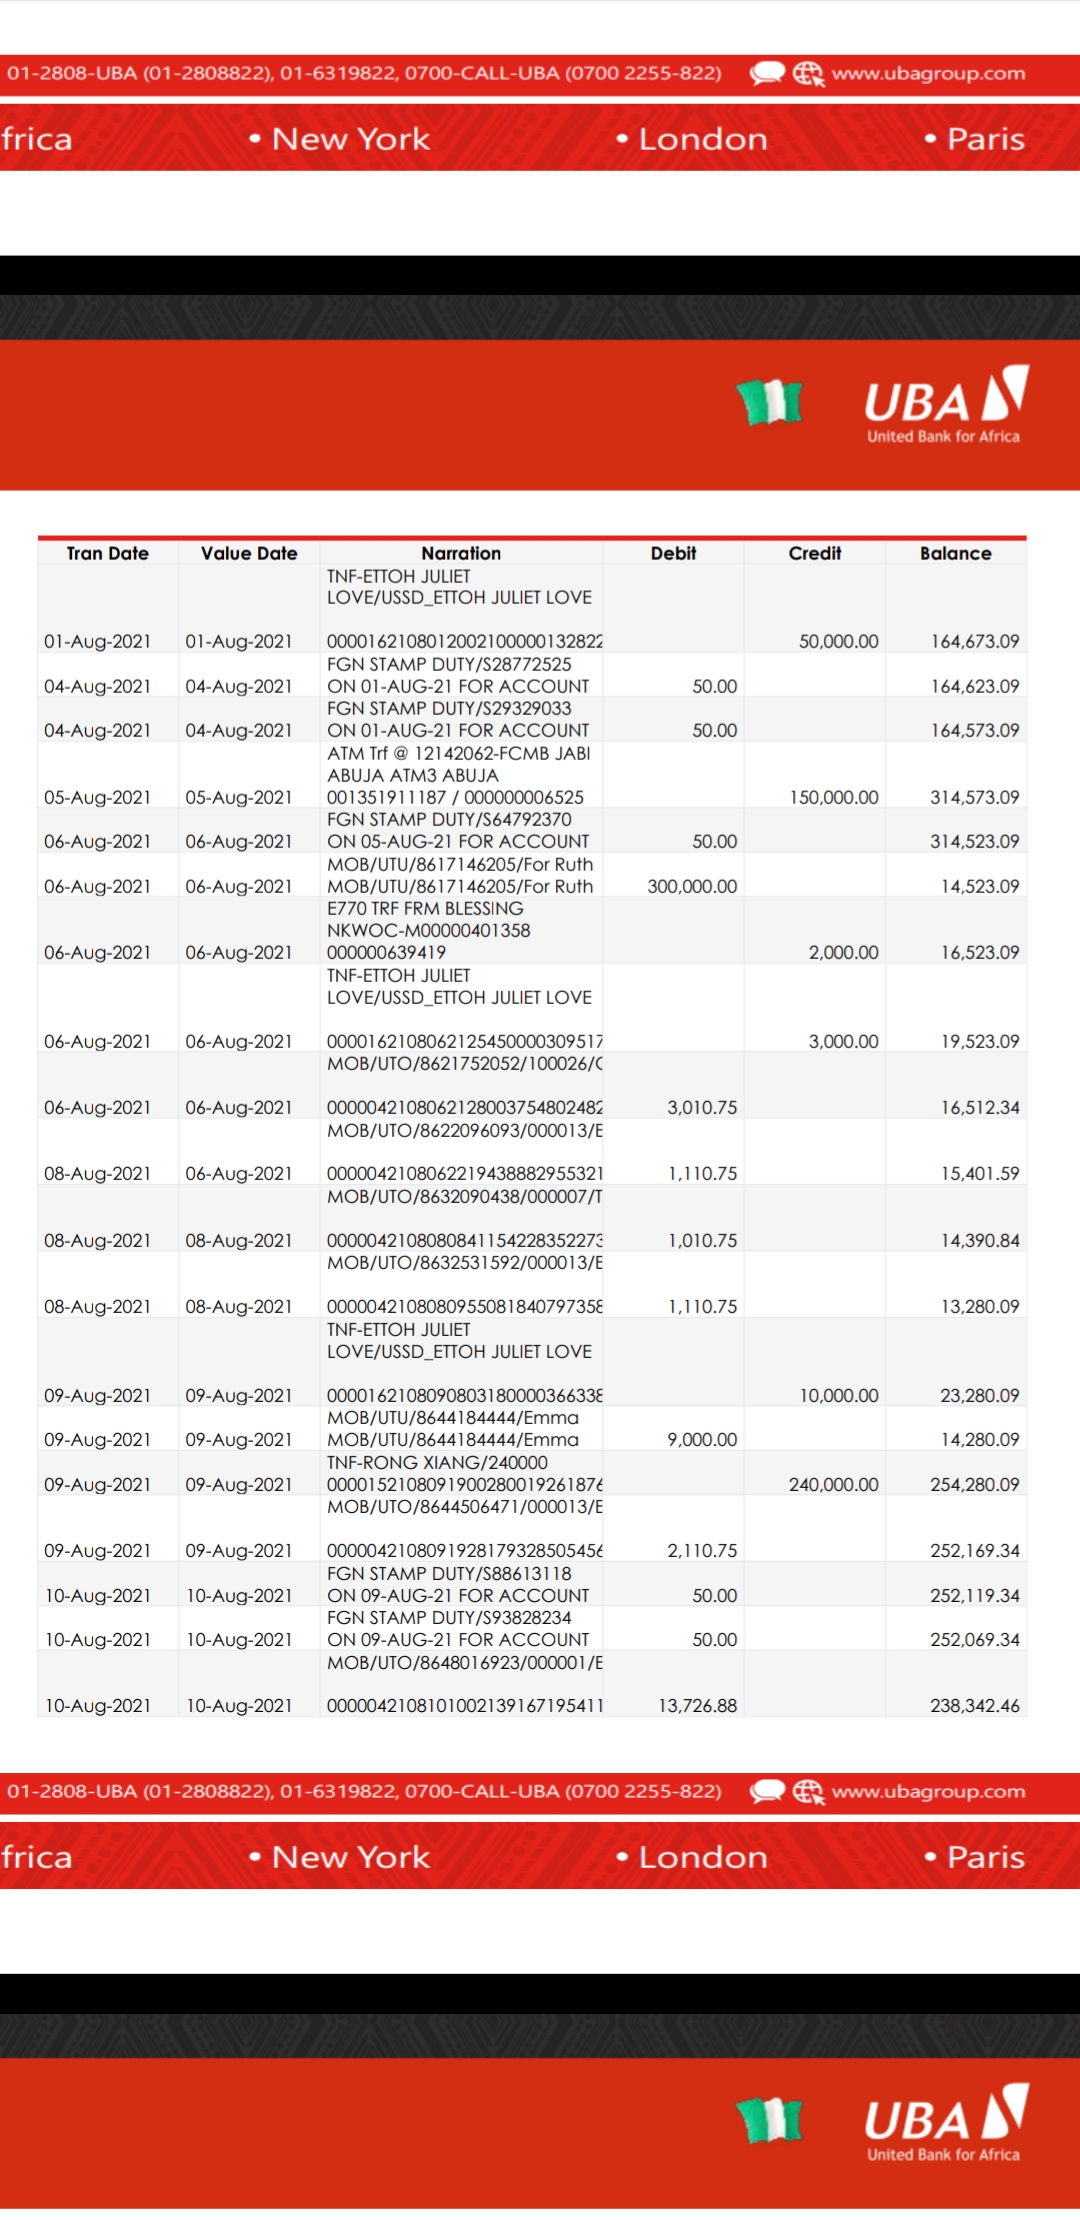 01-2808-UBA (01-2808822), 01-6319822, 0700-CALL-UBA (0700 2255-822) www.ubagroup.com
frica • New York • London • Paris
UBA
United Bank for Africa
Tran Date Value Date Narration Debit Credit Balance
TNF-ETTOH JULIET
LOVE/USSD_ETTOH JULIET LOVE
01-Aug-2021 01-Aug-2021 0000162108012002100000132822 50,000.00 164,673.09
FGN STAMP DUTY/S28772525
04-Aug-2021 04-Aug-2021 ON 01-AUG-21 FOR ACCOUNT 50.00 164,623.09
FGN STAMP DUTY/S29329033
04-Aug-2021 04-Aug-2021 ON 01-AUG-21 FOR ACCOUNT 50.00 164,573.09
ATM Trf @ 12142062-FCMB JABI
ABUJA ATM3 ABUJA
05-Aug-2021 05-Aug-2021 001351911187 / 000000006525 150,000.00 314,573.09
FGN STAMP DUTY/S64792370
06-Aug-2021 06-Aug-2021 ON 05-AUG-21 FOR ACCOUNT 50.00 314,523.09
MOB/UTU/8617146205/For Ruth
06-Aug-2021 06-Aug-2021 MOB/UTU/8617146205/For Ruth 300,000.00 14,523.09
E770 TRF FRM BLESSING
NKWOC-M00000401358
06-Aug-2021 06-Aug-2021 000000639419 2,000.00 16,523.09
TNF-ETTOH JULIET
LOVE/USSD_ETTOH JULIET LOVE
06-Aug-2021 06-Aug-2021 0000162108062125450000309517 3,000.00 19,523.09
MOB/UTO/8621752052/100026/
06-Aug-2021 06-Aug-2021 0000042108062128003754802482 3,010.75 16,512.34
MOB/UTO/8622096093/000013/E
08-Aug-2021 06-Aug-2021 0000042108062219438882955321 1,110.75 15,401.59
MOB/UTO/8632090438/000007/T
08-Aug-2021 08-Aug-2021 0000042108080841154228352273 1,010.75 14,390.84
MOB/UTO/8632531592/000013/E
08-Aug-2021 08-Aug-2021 0000042108080955081840797358 1,110.75 13,280.09
TNF-ETTOH JULIET
LOVE/USSD_ETTOH JULIET LOVE
09-Aug-2021 09-Aug-2021 0000162108090803180000366338 10,000.00 23,280.09
MOB/UTU/8644184444/Emma
09-Aug-2021 09-Aug-2021 MOB/UTU/8644184444/Emma 9,000.00 14,280.09
TNF-RONG XIANG/240000
09-Aug-2021 09-Aug-2021 0000152108091900280019261876 240,000.00 254,280.09
MOB/UTO/8644506471/000013/E
09-Aug-2021 09-Aug-2021 0000042108091928179328505456 2,110.75 252,169.34
FGN STAMP DUTY/S88613118
10-Aug-2021 10-Aug-2021 ON 09-AUG-21 FOR ACCOUNT 50.00 252,119.34
FGN STAMP DUTY/S93828234
10-Aug-2021 10-Aug-2021 ON 09-AUG-21 FOR ACCOUNT 50.00 252,069.34
MOB/UTO/8648016923/000001/E
10-Aug-2021 10-Aug-2021 0000042108101002139167195411 13,726.88 238,342.46
01-2808-UBA (01-2808822), 01-6319822, 0700-CALL-UBA (0700 2255-822) www.ubagroup.com
frica • New York • London • Paris
UBA
United Bank for Africa